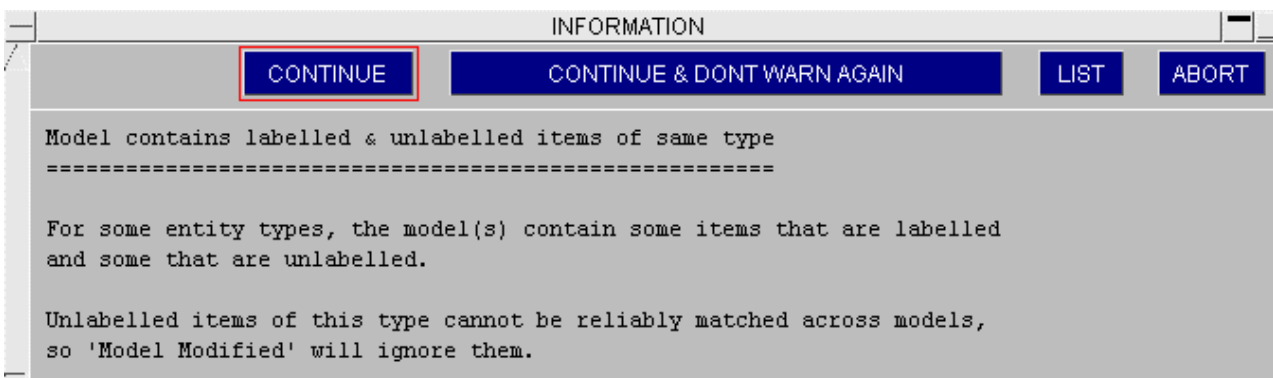 INFORMATION
CONTINUE CONTINUE & DONT WARN AGAIN LIST ABORT
Model contains labelled & unlabelled items of same type
=======================================================
For some entity types, the model(s) contain some items that are labelled
and some that are unlabelled.
Unlabelled items of this type cannot be reliably matched across models,
so 'Model Modified' will ignore them.